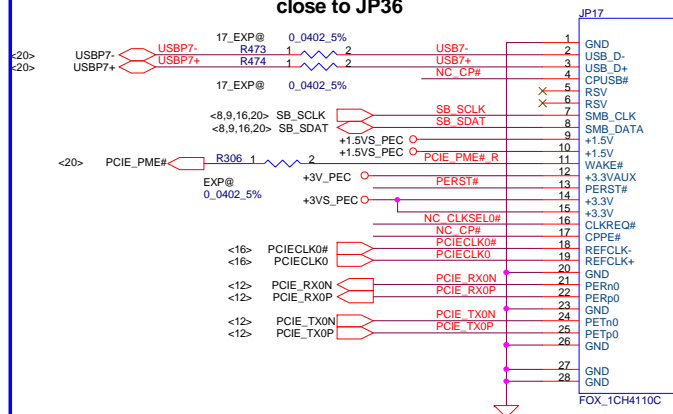 close to JP36
JP17
17_EXP@ 0_0402_5%
<20> USBP7- USBP7- R473 1 2 USB7- 1 GND
<20> USBP7+ USBP7+ R474 1 2 USB7+ 2 USB_D-
3 USB_D+
NC_CP# 4 CPUSB#
17_EXP@ 0_0402_5%
5 RSV
6 RSV
<8,9,16,20> SB_SCLK SB_SCLK 7 SMB_CLK
<8,9,16,20> SB_SDAT SB_SDAT 8 SMB_DATA
+1.5VS_PEC 9 +1.5V
+1.5VS_PEC 10 +1.5V
<20> PCIE_PME# R306 1 2 PCIE_PME#_R 11 WAKE#
+3V_PEC 12 +3.3VAUX
EXP@
0_0402_5%
PERST# 13 PERST#
+3VS_PEC 14 +3.3V
15 +3.3V
NC_CLKSEL0# 16 CLKREQ#
NC_CP# 17 CPPE#
<16> PCIECLK0# PCIECLK0# 18 REFCLK-
<16> PCIECLK0 PCIECLK0 19 REFCLK+
20 GND
<12> PCIE_RX0N PCIE_RX0N 21 PERn0
<12> PCIE_RX0P PCIE_RX0P 22 PERp0
23 GND
<12> PCIE_TX0N PCIE_TX0N 24 PETn0
<12> PCIE_TX0P PCIE_TX0P 25 PETp0
26 GND
27 GND
28 GND
FOX_1CH4110C